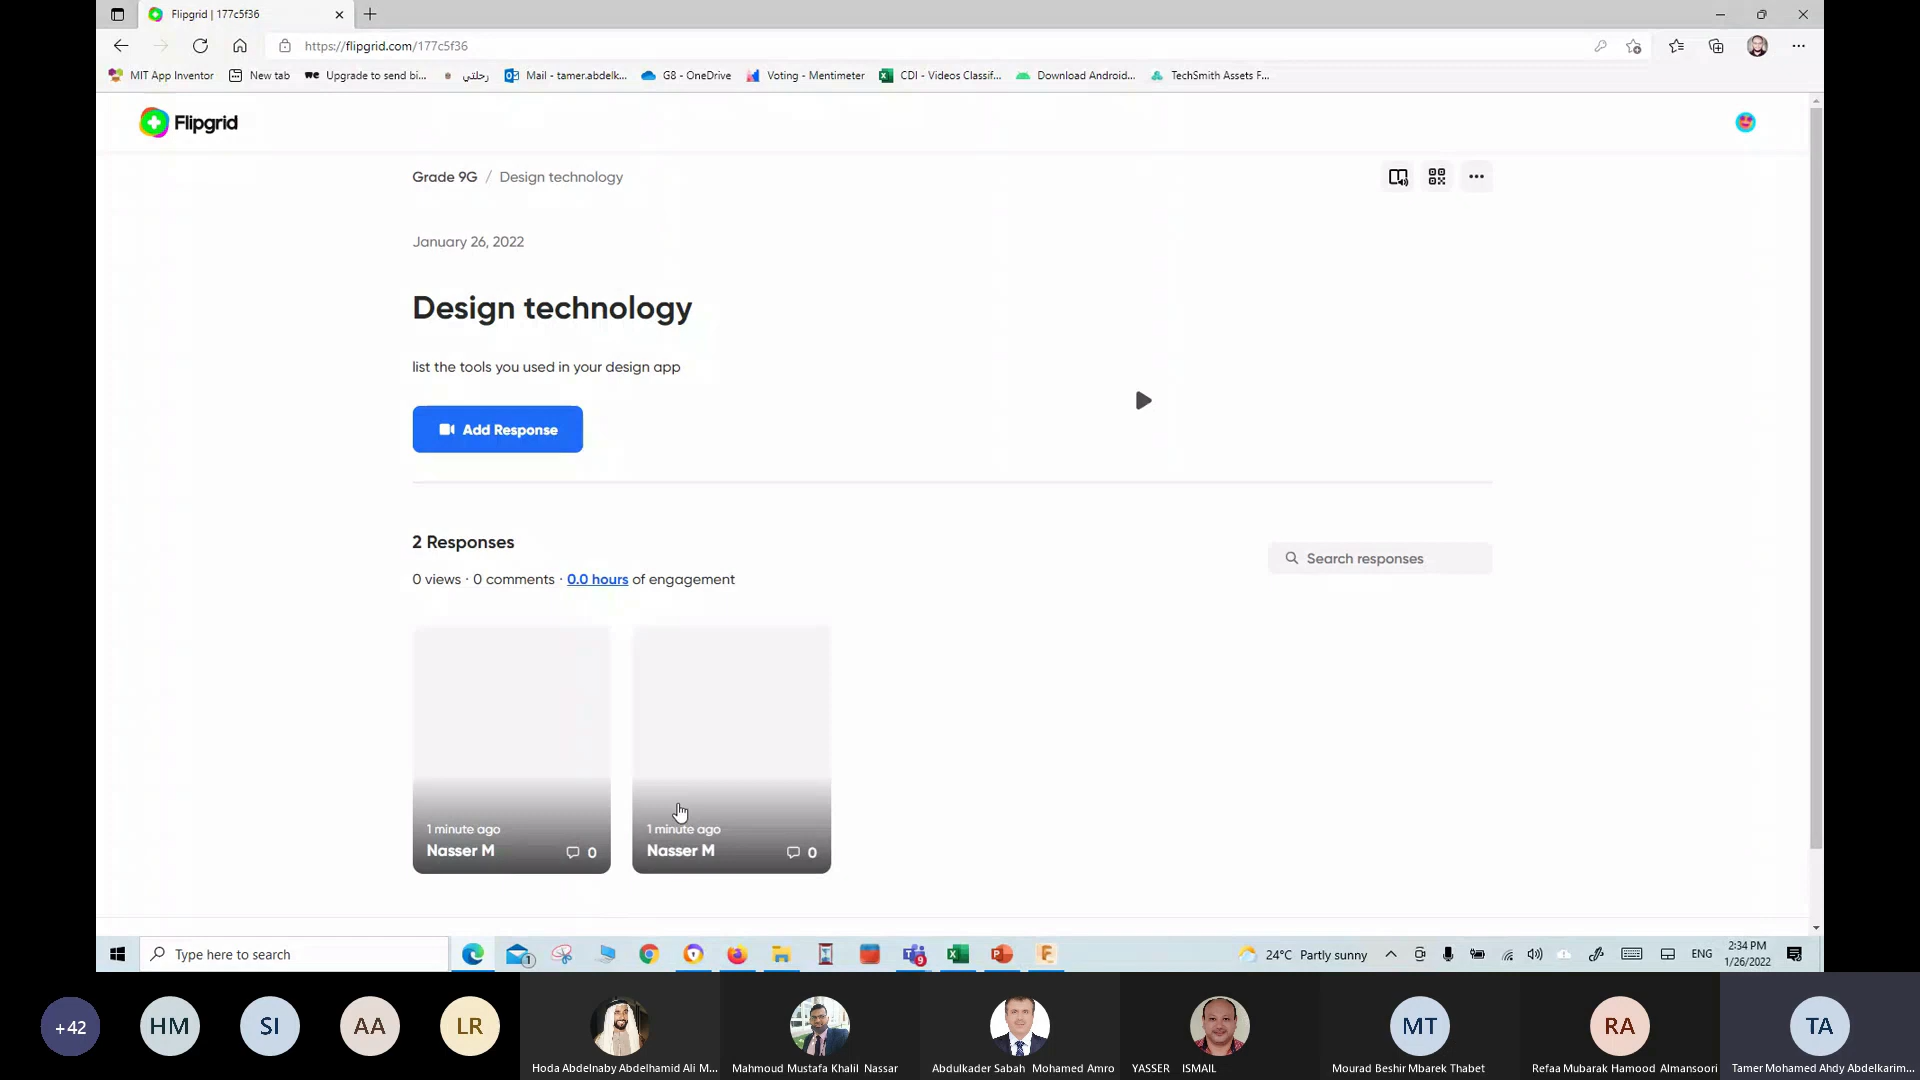 Flipgrid | 177c5f36
https://flipgrid.com/177c5f36
MIT App Inventor
New tab
Upgrade to send bi...
رحلتي
Mail - tamer.abdelk...
G8 - OneDrive
Voting - Mentimeter
CDI - Videos Classif...
Download Android...
TechSmith Assets F...
Flipgrid
Grade 9G / Design technology
January 26, 2022
Design technology
list the tools you used in your design app
Add Response
2 Responses
Search responses
0 views · 0 comments · 0.0 hours of engagement
1 minute ago
Nasser M
0
1 minute ago
Nasser M
0
Type here to search
1
9
24°C Partly sunny
ENG
2:34 PM
1/26/2022
+42
HM
SI
AA
LR
MT
RA
TA
Hoda Abdelnaby Abdelhamid Ali M...
Mahmoud Mustafa Khalil Nassar
Abdulkader Sabah Mohamed Amro
YASSER ISMAIL
Mourad Beshir Mbarek Thabet
Refaa Mubarak Hamood Almansoori
Tamer Mohamed Ahdy Abdelkarim...